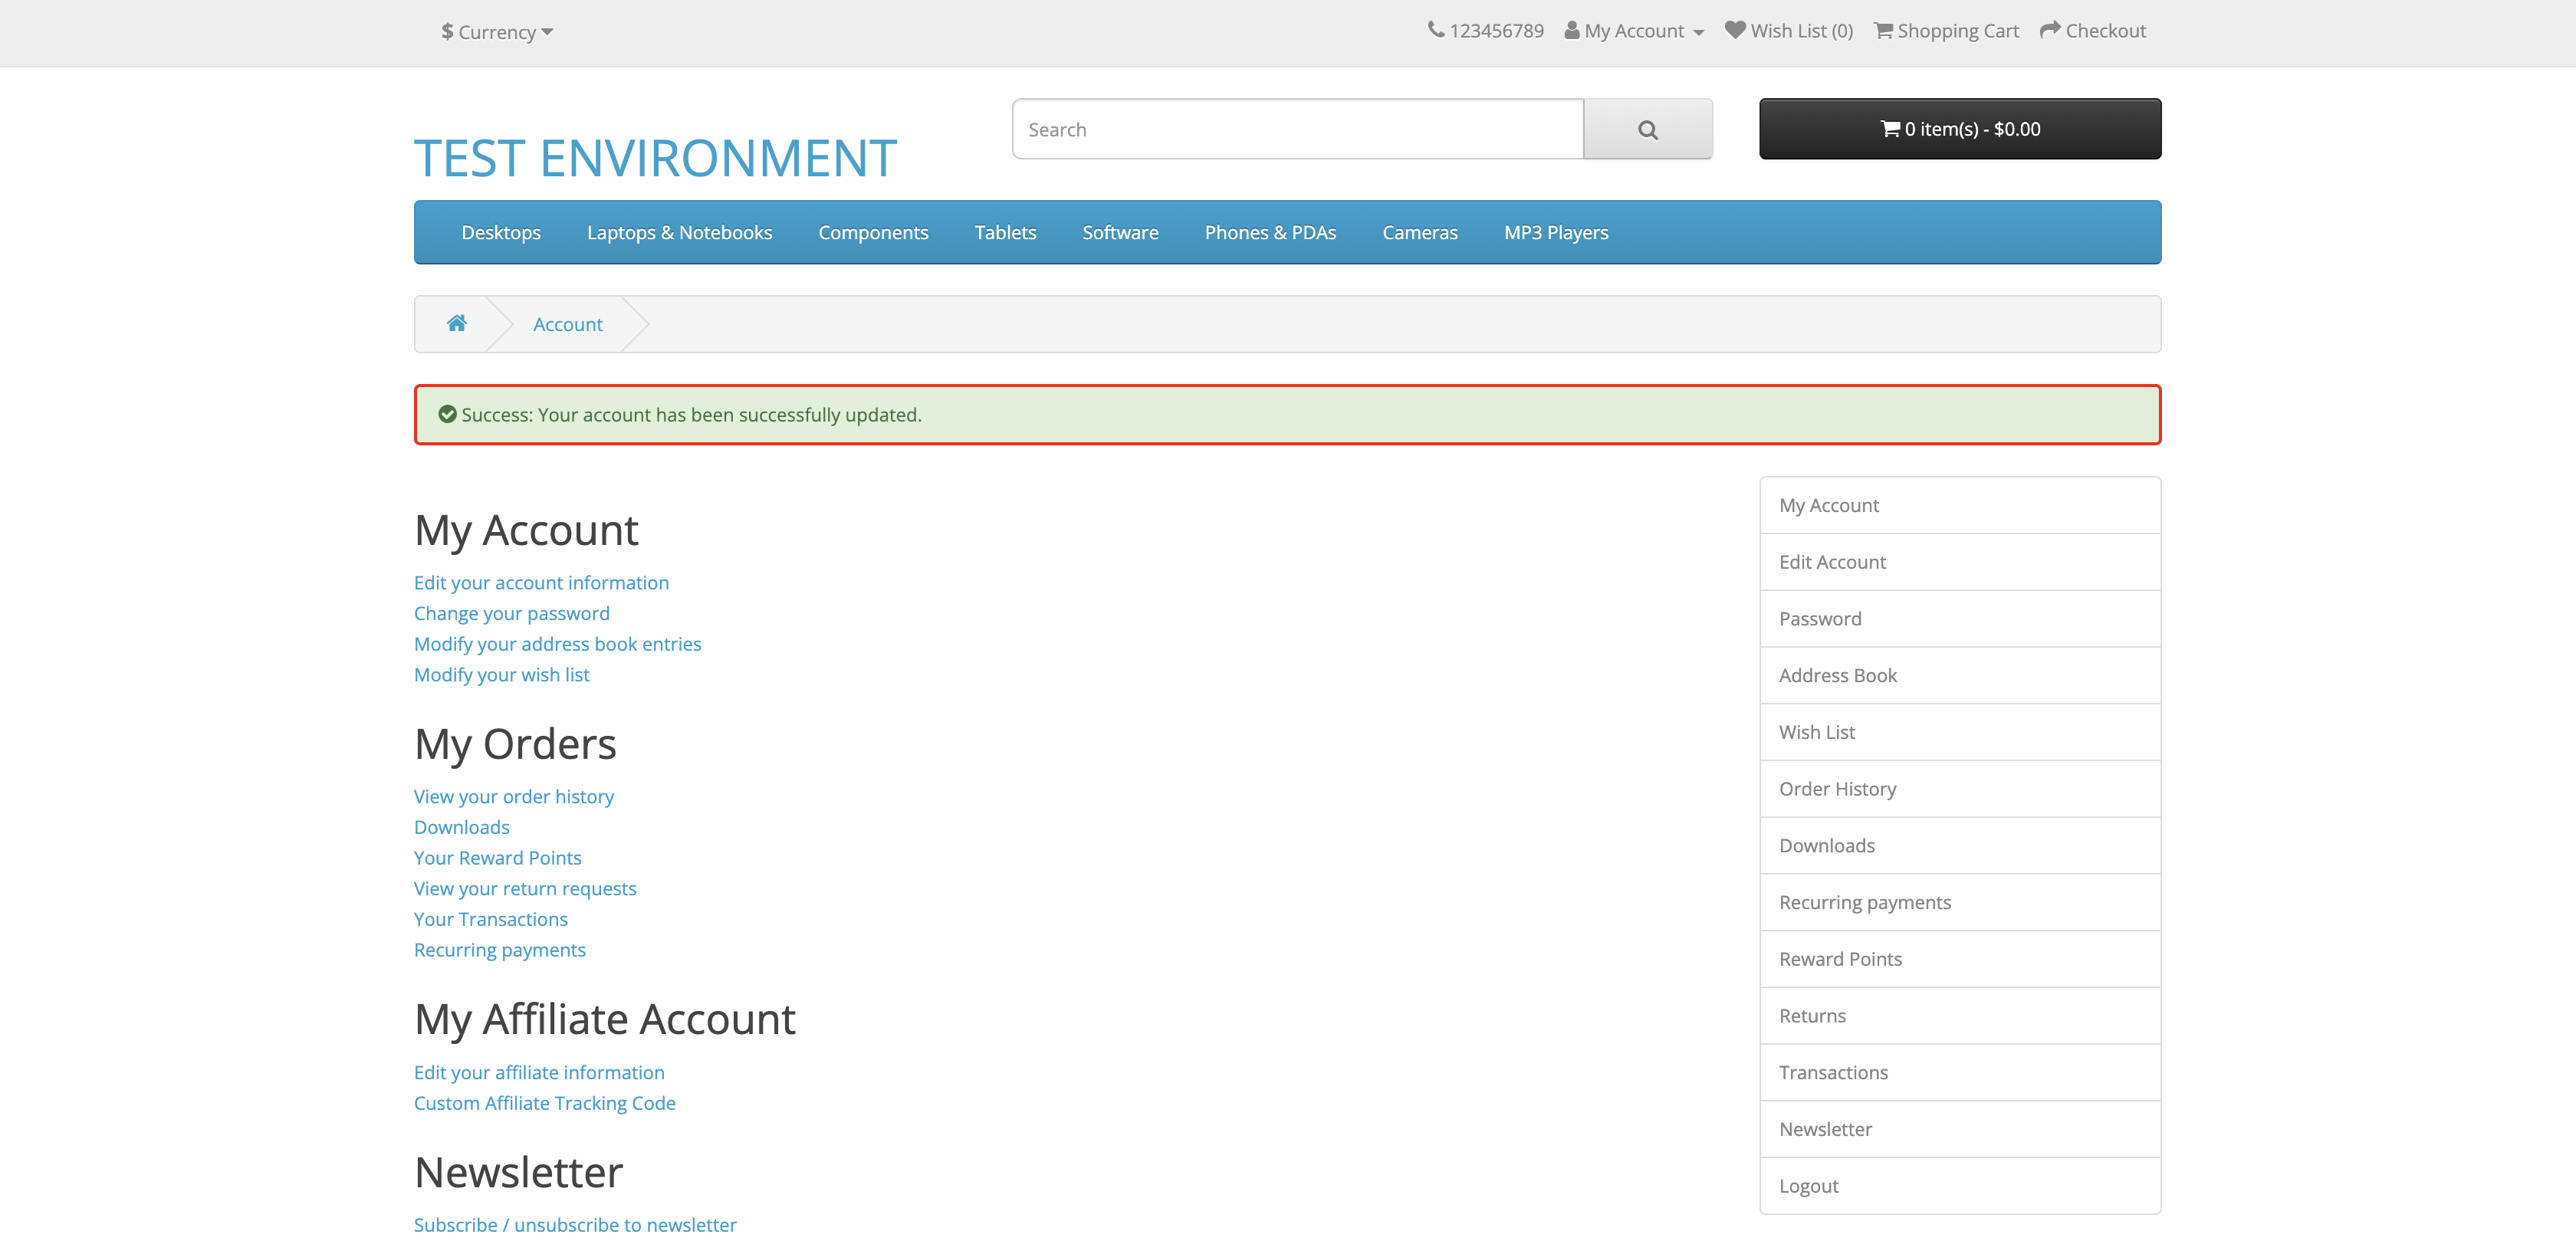 $ Currency
123456789 My Account Wish List (0) Shopping Cart Checkout
TEST ENVIRONMENT
Search
0 item(s) - $0.00
Desktops Laptops & Notebooks Components Tablets Software Phones & PDAs Cameras MP3 Players
Account
Success: Your account has been successfully updated.
My Account
Edit your account information
Change your password
Modify your address book entries
Modify your wish list
My Orders
View your order history
Downloads
Your Reward Points
View your return requests
Your Transactions
Recurring payments
My Affiliate Account
Edit your affiliate information
Custom Affiliate Tracking Code
Newsletter
Subscribe / unsubscribe to newsletter
My Account
Edit Account
Password
Address Book
Wish List
Order History
Downloads
Recurring payments
Reward Points
Returns
Transactions
Newsletter
Logout